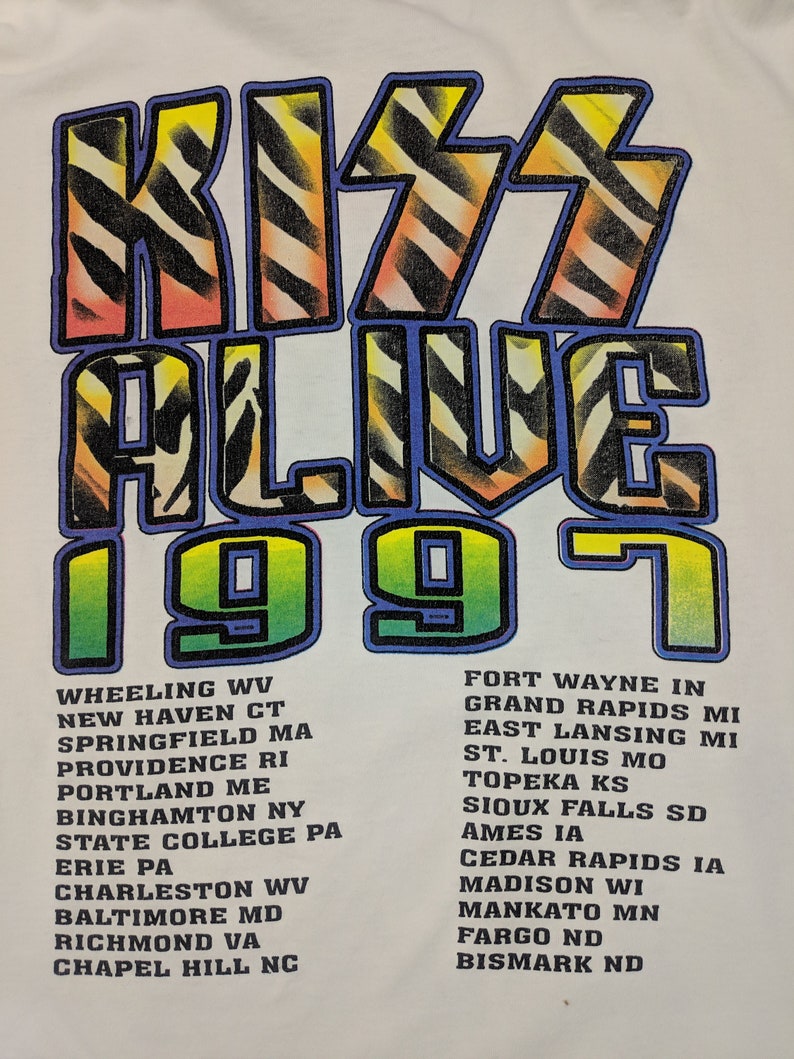 KISS
ALIVE
1997
WHEELING WV
NEW HAVEN CT
SPRINGFIELD MA
PROVIDENCE RI
PORTLAND ME
BINGHAMTON NY
STATE COLLEGE PA
ERIE PA
CHARLESTON WV
BALTIMORE MD
RICHMOND VA
CHAPEL HILL NC
FORT WAYNE IN
GRAND RAPIDS MI
EAST LANSING MI
ST. LOUIS MO
TOPEKA KS
SIOUX FALLS SD
AMES IA
CEDAR RAPIDS IA
MADISON WI
MANKATO MN
FARGO ND
BISMARK ND